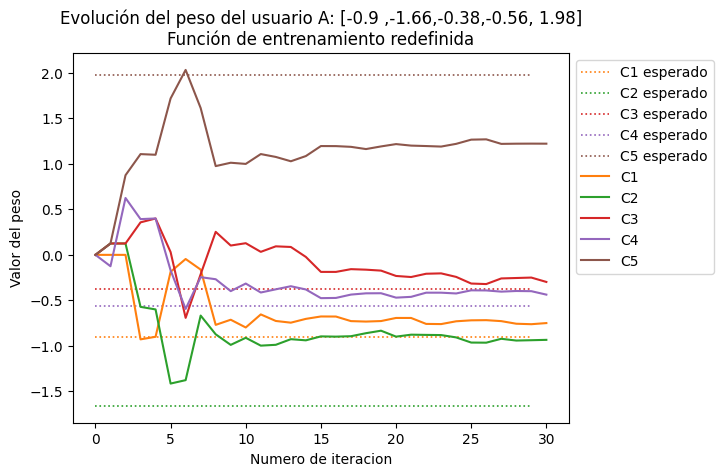 Evolución del peso del usuario A: [-0.9 ,-1.66,-0.38,-0.56, 1.98]
Función de entrenamiento redefinida
Valor del peso
2.0
1.5
1.0
0.5
0.0
−0.5
−1.0
−1.5
0
5
10
15
20
25
30
Numero de iteracion
C1 esperado
C2 esperado
C3 esperado
C4 esperado
C5 esperado
C1
C2
C3
C4
C5